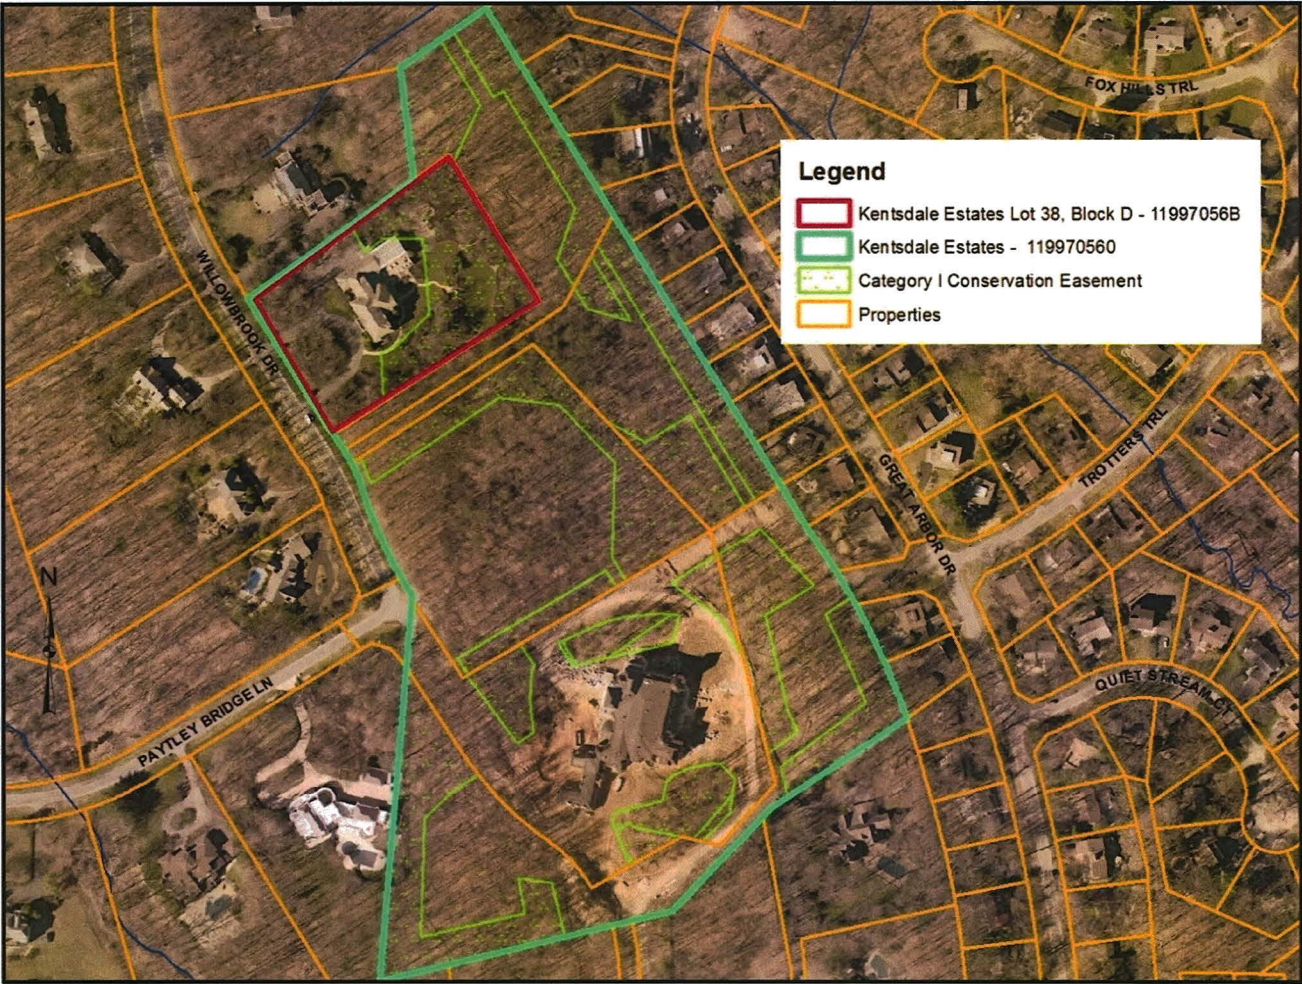 FOX HILLS TRL
Legend
Kentsdale Estates Lot 38, Block D - 11997056B
Kentsdale Estates - 119970560
Category I Conservation Easement
Properties
WILLOWBROOK DR
GREAT ARBOR DR
TROTTERS TRL
N
PAYTLEY BRIDGE LN
QUIET STREAM CT